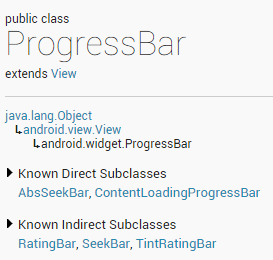 public class
ProgressBar
extends View
java.lang.Object
↳android.view.View
↳android.widget.ProgressBar
Known Direct Subclasses
AbsSeekBar, ContentLoadingProgressBar
Known Indirect Subclasses
RatingBar, SeekBar, TintRatingBar